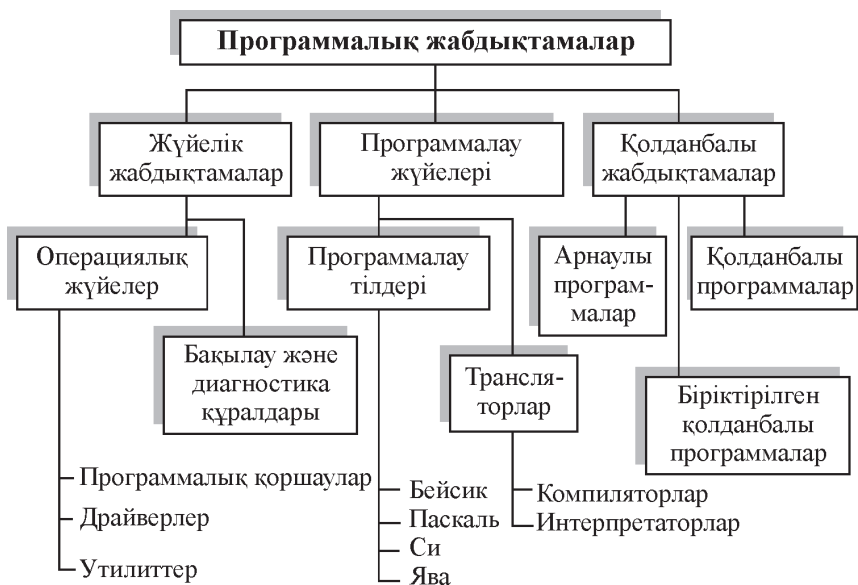 Программалық жабдықтамалар
Жүйелік
жабдықтамалар
Программалау
жүйелері
Қолданбалы
жабдықтамалар
Операциялық
жүйелер
Программалау
тілдері
Арнаулы
програм-
малар
Қолданбалы
программалар
Бақылау және
диагностика
құралдары
Трансля-
торлар
Біріктірілген
қолданбалы
программалар
Программалық қоршаулар
Драйверлер
Утилиттер
Бейсик
Паскаль
Си
Ява
Компиляторлар
Интерпретаторлар